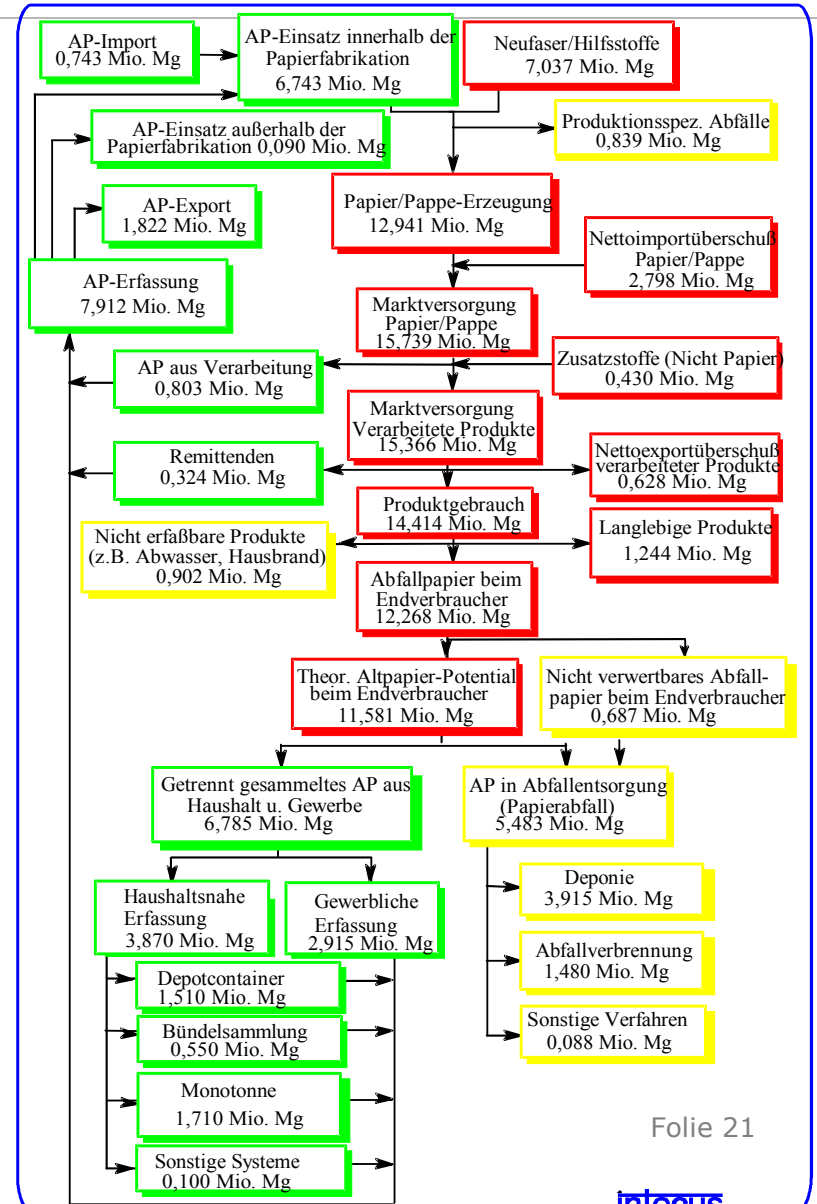 AP-Import
0,743 Mio. Mg
AP-Einsatz innerhalb der
Papierfabrikation
6,743 Mio. Mg
Neufaser/Hilfsstoffe
7,037 Mio. Mg
AP-Einsatz außerhalb der
Papierfabrikation 0,090 Mio. Mg
Produktionsspez. Abfälle
0,839 Mio. Mg
AP-Export
1,822 Mio. Mg
Papier/Pappe-Erzeugung
12,941 Mio. Mg
Nettoimportüberschuß
Papier/Pappe
2,798 Mio. Mg
AP-Erfassung
7,912 Mio. Mg
Marktversorgung
Papier/Pappe
15,739 Mio. Mg
AP aus Verarbeitung
0,803 Mio. Mg
Zusatzstoffe (Nicht Papier)
0,430 Mio. Mg
Marktversorgung
Verarbeitete Produkte
15,366 Mio. Mg
Remittenden
0,324 Mio. Mg
Nettoexportüberschuß
verarbeiteter Produkte
0,628 Mio. Mg
Produktgebrauch
14,414 Mio. Mg
Nicht erfaßbare Produkte
(z.B. Abwasser, Hausbrand)
0,902 Mio. Mg
Langlebige Produkte
1,244 Mio. Mg
Abfallpapier beim
Endverbraucher
12,268 Mio. Mg
Theor. Altpapier-Potential
beim Endverbraucher
11,581 Mio. Mg
Nicht verwertbares Abfall-
papier beim Endverbraucher
0,687 Mio. Mg
Getrennt gesammeltes AP aus
Haushalt u. Gewerbe
6,785 Mio. Mg
AP in Abfallentsorgung
(Papierabfall)
5,483 Mio. Mg
Haushaltsnahe
Erfassung
3,870 Mio. Mg
Gewerbliche
Erfassung
2,915 Mio. Mg
Deponie
3,915 Mio. Mg
Abfallverbrennung
1,480 Mio. Mg
Sonstige Verfahren
0,088 Mio. Mg
Depotcontainer
1,510 Mio. Mg
Bündelsammlung
0,550 Mio. Mg
Monotonne
1,710 Mio. Mg
Sonstige Systeme
0,100 Mio. Mg
Folie 21